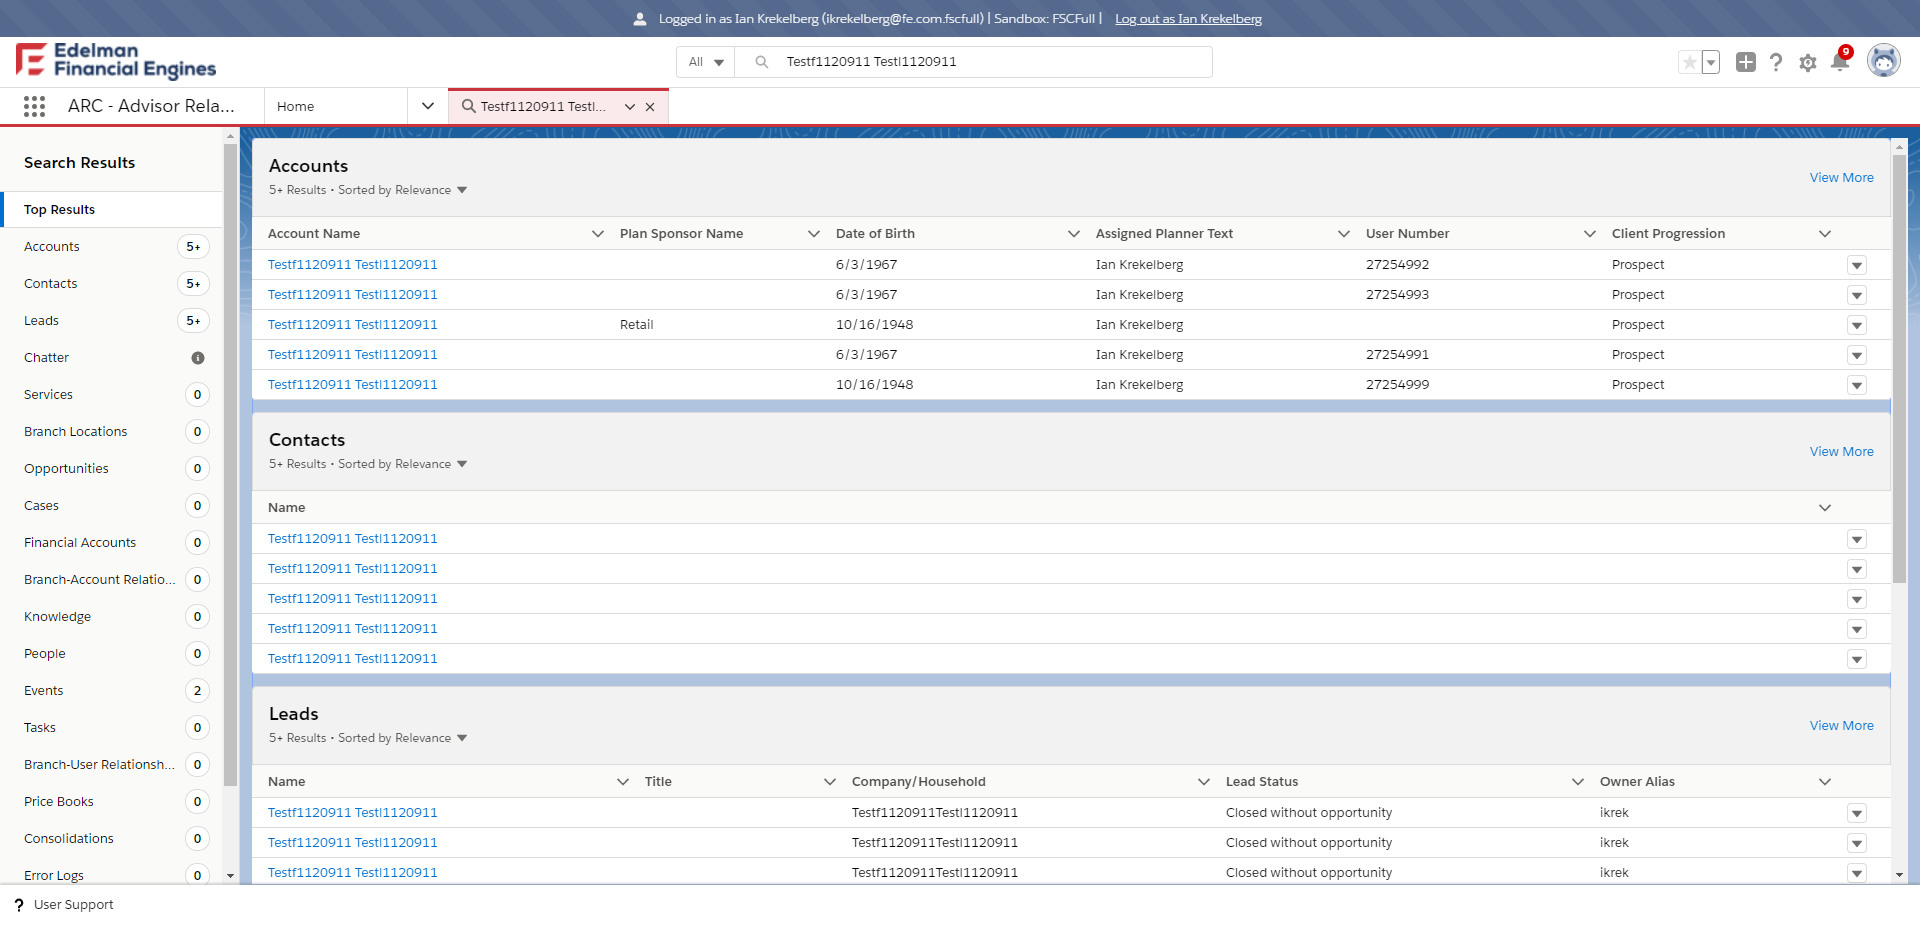 Logged in as Ian Krekelberg (ikrekelberg@fe.com.fscfull) | Sandbox: FSCFull | Log out as Ian Krekelberg
Edelman
Financial Engines
All
Testf1120911 Testl1120911
9
ARC - Advisor Rela...
Home
Testf1120911 Testl...
Search Results
Top Results
Accounts 5+
Contacts 5+
Leads 5+
Chatter
Services 0
Branch Locations 0
Opportunities 0
Cases 0
Financial Accounts 0
Branch-Account Relatio... 0
Knowledge 0
People 0
Events 2
Tasks 0
Branch-User Relationsh... 0
Price Books 0
Consolidations 0
Error Logs 0
Accounts
5+ Results • Sorted by Relevance
View More
Account Name Plan Sponsor Name Date of Birth Assigned Planner Text User Number Client Progression
Testf1120911 Testl1120911 6/3/1967 Ian Krekelberg 27254992 Prospect
Testf1120911 Testl1120911 6/3/1967 Ian Krekelberg 27254993 Prospect
Testf1120911 Testl1120911 Retail 10/16/1948 Ian Krekelberg Prospect
Testf1120911 Testl1120911 6/3/1967 Ian Krekelberg 27254991 Prospect
Testf1120911 Testl1120911 10/16/1948 Ian Krekelberg 27254999 Prospect
Contacts
5+ Results • Sorted by Relevance
View More
Name
Testf1120911 Testl1120911
Testf1120911 Testl1120911
Testf1120911 Testl1120911
Testf1120911 Testl1120911
Testf1120911 Testl1120911
Leads
5+ Results • Sorted by Relevance
View More
Name Title Company/Household Lead Status Owner Alias
Testf1120911 Testl1120911 Testf1120911Testl1120911 Closed without opportunity ikrek
Testf1120911 Testl1120911 Testf1120911Testl1120911 Closed without opportunity ikrek
Testf1120911 Testl1120911 Testf1120911Testl1120911 Closed without opportunity ikrek
? User Support